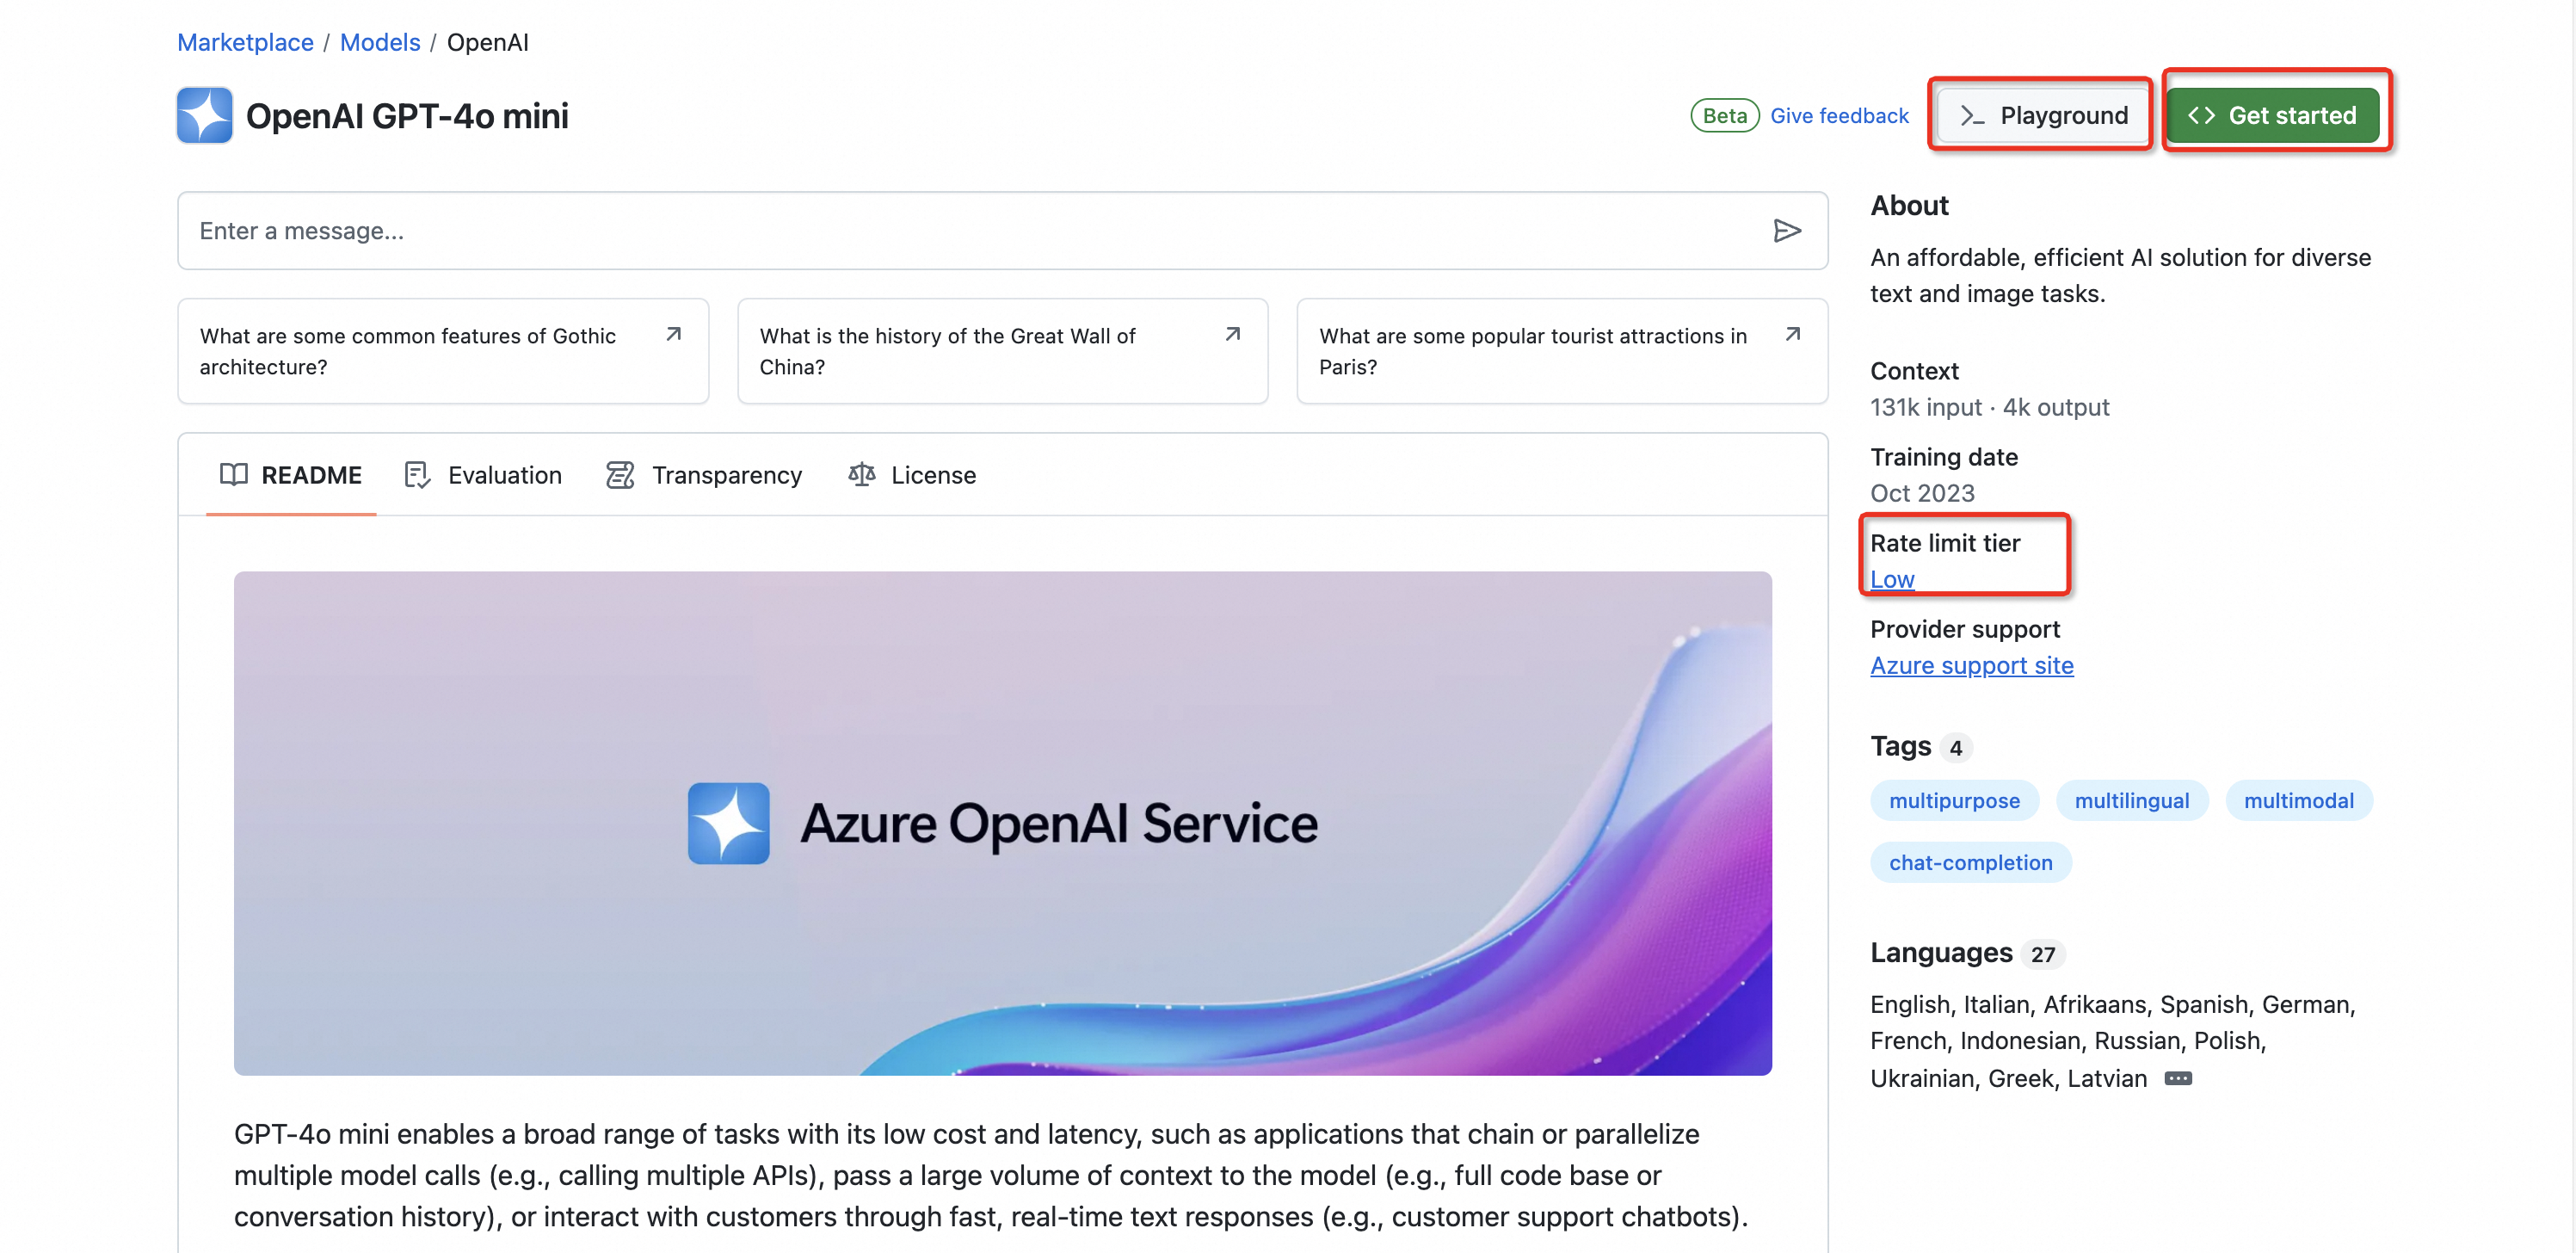 Marketplace / Models / OpenAI
OpenAI GPT-4o mini
Beta Give feedback
Playground
Get started
Enter a message...
What are some common features of Gothic
architecture?
What is the history of the Great Wall of
China?
What are some popular tourist attractions in
Paris?
README Evaluation Transparency License
Azure OpenAI Service
GPT-4o mini enables a broad range of tasks with its low cost and latency, such as applications that chain or parallelize
multiple model calls (e.g., calling multiple APIs), pass a large volume of context to the model (e.g., full code base or
conversation history), or interact with customers through fast, real-time text responses (e.g., customer support chatbots).
About
An affordable, efficient AI solution for diverse
text and image tasks.
Context
131k input · 4k output
Training date
Oct 2023
Rate limit tier
Low
Provider support
Azure support site
Tags 4
multipurpose multilingual multimodal
chat-completion
Languages 27
English, Italian, Afrikaans, Spanish, German,
French, Indonesian, Russian, Polish,
Ukrainian, Greek, Latvian